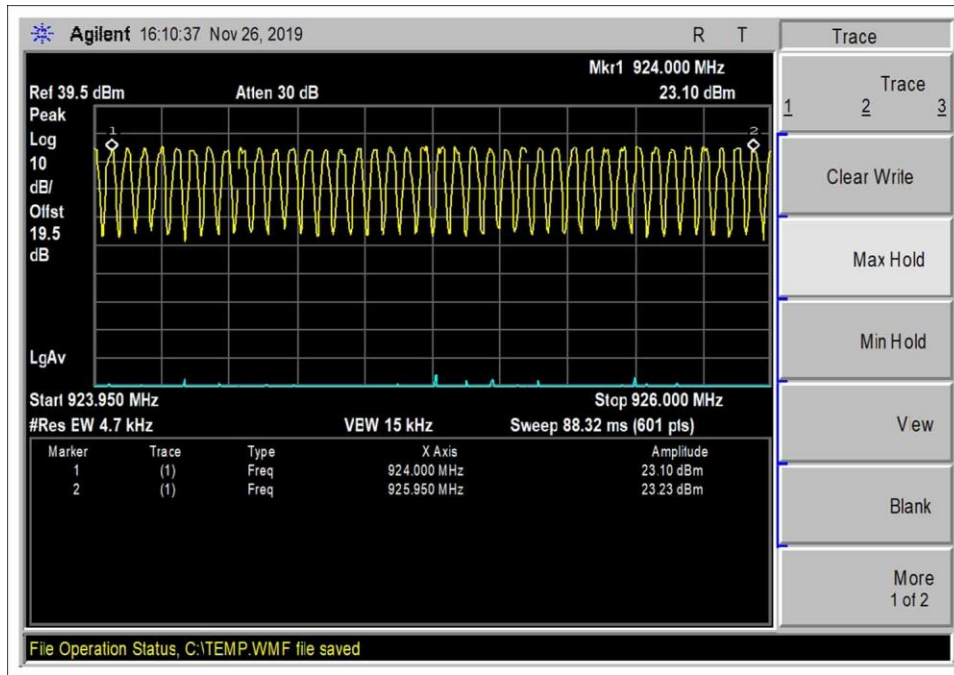 Agilent 16:10:37 Nov 26, 2019 R T
Trace
Mkr1 924.000 MHz
Ref 39.5 dBm Atten 30 dB 23.10 dBm
Peak
Log
10
dB/
Offst
19.5
dB
LgAv
1 2
Start 923.950 MHz Stop 926.000 MHz
#Res EW 4.7 kHz VBW 15 kHz Sweep 88.32 ms (601 pts)
Marker Trace Type X Axis Amplitude
1 (1) Freq 924.000 MHz 23.10 dBm
2 (1) Freq 925.950 MHz 23.23 dBm
File Operation Status, C:\TEMP.WMF file saved
Trace
1 2 3
Clear Write
Max Hold
Min Hold
View
Blank
More
1 of 2